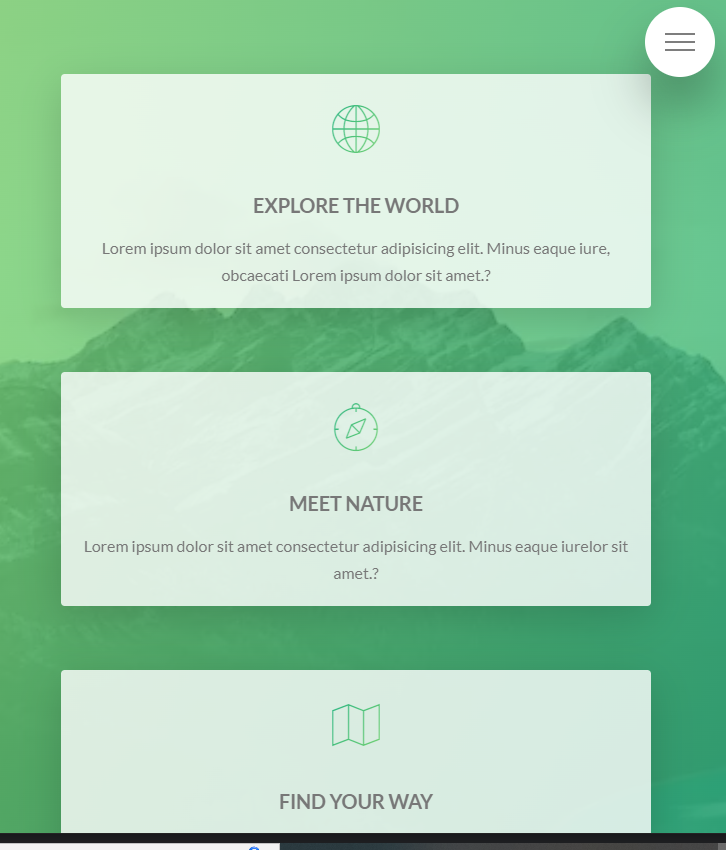 EXPLORE THE WORLD
Lorem ipsum dolor sit amet consectetur adipisicing elit. Minus eaque iure,
obcaecati Lorem ipsum dolor sit amet.?
MEET NATURE
Lorem ipsum dolor sit amet consectetur adipisicing elit. Minus eaque iurelor sit
amet.?
FIND YOUR WAY